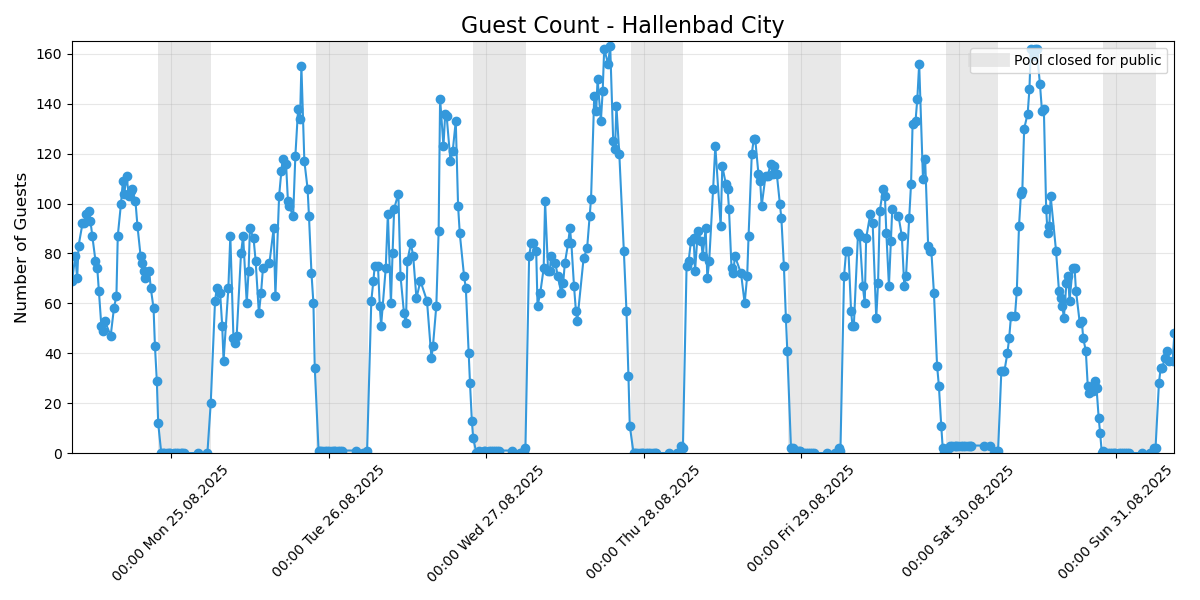 Guest Count - Hallenbad City
Pool closed for public
Number of Guests
160
140
120
100
80
60
40
20
0
00:00 Mon 25.08.2025
00:00 Tue 26.08.2025
00:00 Wed 27.08.2025
00:00 Thu 28.08.2025
00:00 Fri 29.08.2025
00:00 Sat 30.08.2025
00:00 Sun 31.08.2025